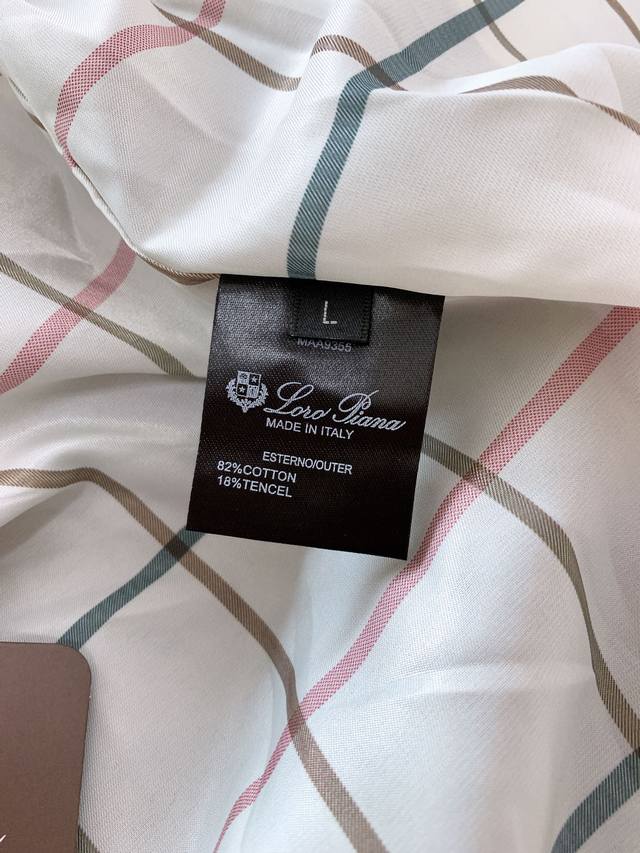 L
MAA9355
Loro Piana
MADE IN ITALY
ESTERNO/OUTER
82%COTTON
18%TENCEL